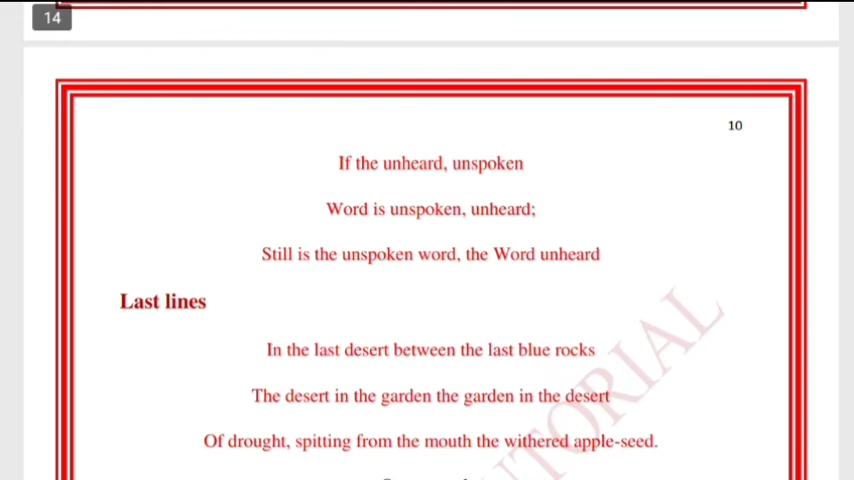 14
10
If the unheard, unspoken
Word is unspoken, unheard;
Still is the unspoken word, the Word unheard
Last lines
In the last desert between the last blue rocks
The desert in the garden the garden in the desert
Of drought, spitting from the mouth the withered apple-seed.